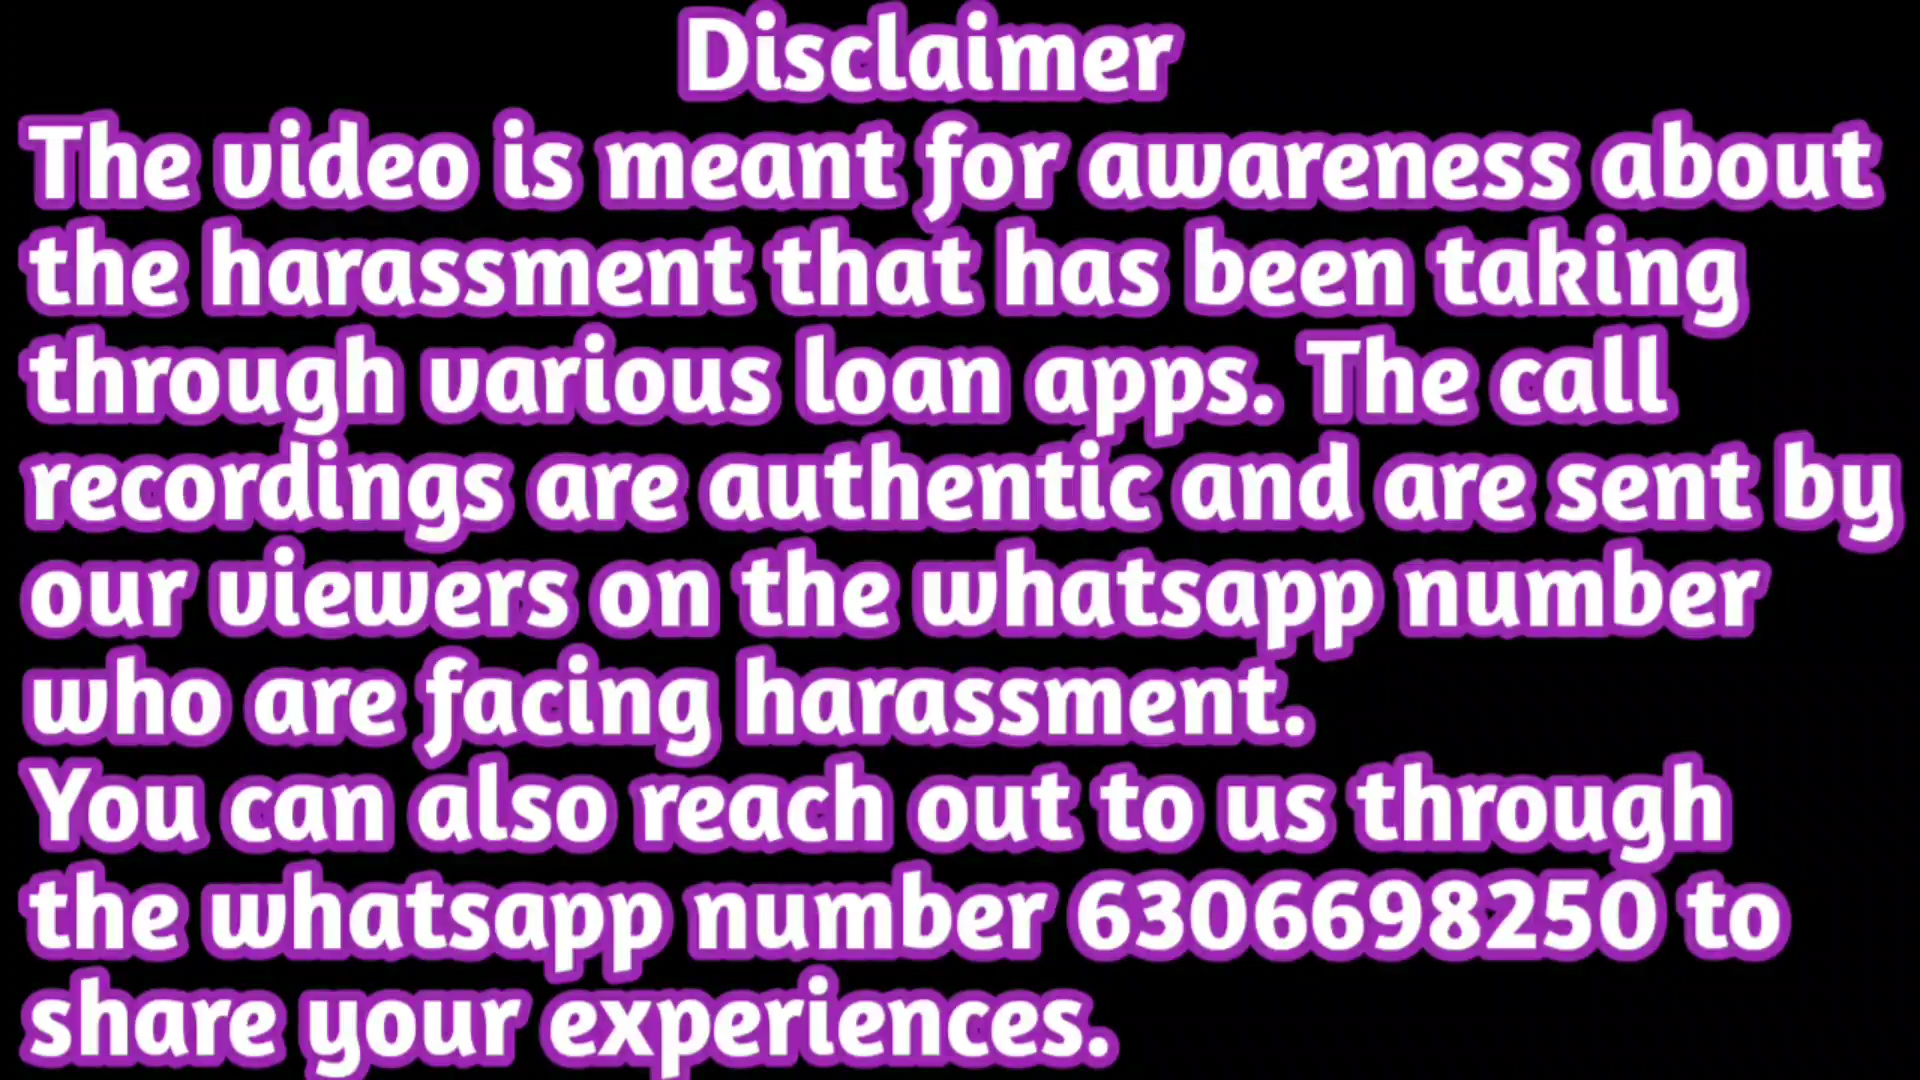 Disclaimer
The video is meant for awareness about
the harassment that has been taking
through various loan apps. The call
recordings are authentic and are sent by
our viewers on the whatsapp number
who are facing harassment.
You can also reach out to us through
the whatsapp number 6306698250 to
share your experiences.